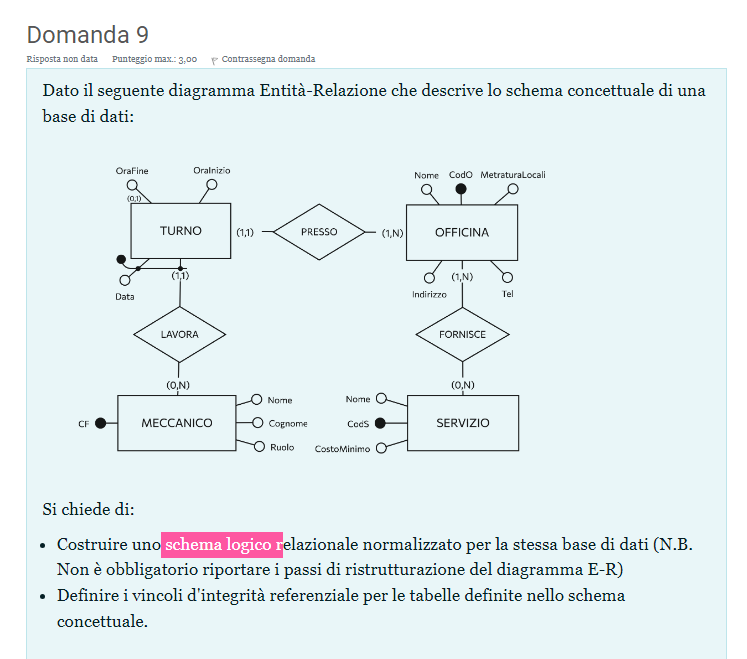 Domanda 9
Risposta non data Punteggio max.: 3,00 Contrassegna domanda
Dato il seguente diagramma Entità-Relazione che descrive lo schema concettuale di una
base di dati:
OraFine OraInizio
(0,1)
Nome CodO MetraturaLocali
TURNO (1,1) PRESSO (1,N) OFFICINA
(1,1) (1,N)
Data Indirizzo Tel
LAVORA FORNISCE
(0,N) (0,N)
Nome Nome
CF MECCANICO Cognome CodS SERVIZIO
Ruolo CostoMinimo
Si chiede di:
• Costruire uno schema logico relazionale normalizzato per la stessa base di dati (N.B.
Non è obbligatorio riportare i passi di ristrutturazione del diagramma E-R)
• Definire i vincoli d'integrità referenziale per le tabelle definite nello schema
concettuale.